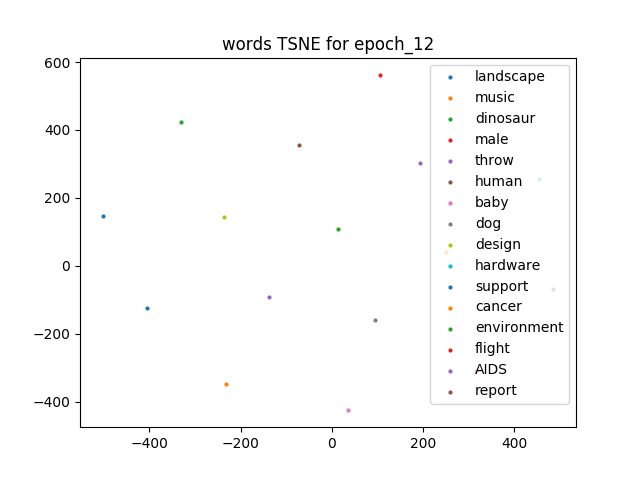 words TSNE for epoch_12
600
400
200
0
−200
−400
−400
−200
0
200
400
landscape
music
dinosaur
male
throw
human
baby
dog
design
hardware
support
cancer
environment
flight
AIDS
report